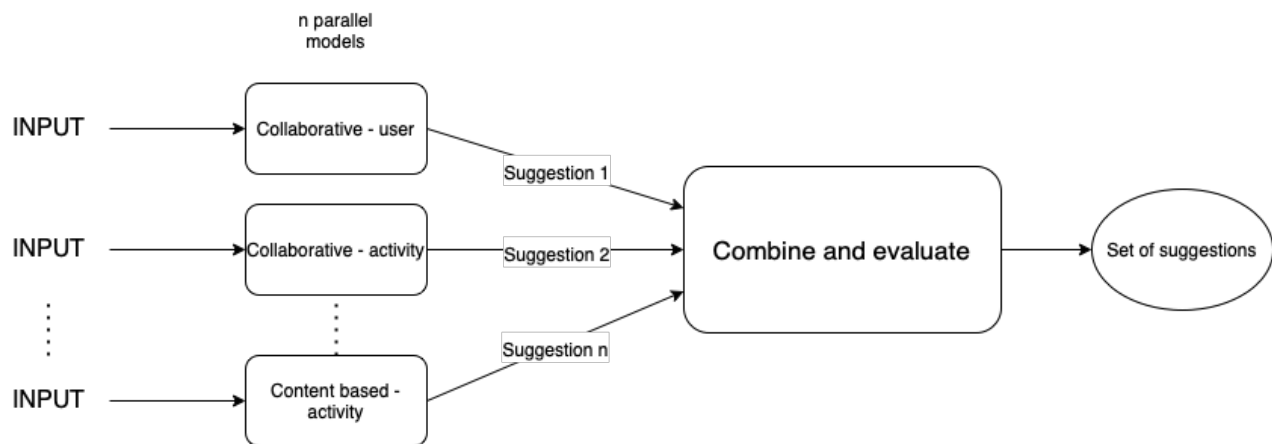 n parallel
models
INPUT
Collaborative - user
Suggestion 1
INPUT
Collaborative - activity
Suggestion 2
Combine and evaluate
Set of suggestions
Suggestion n
INPUT
Content based -
activity